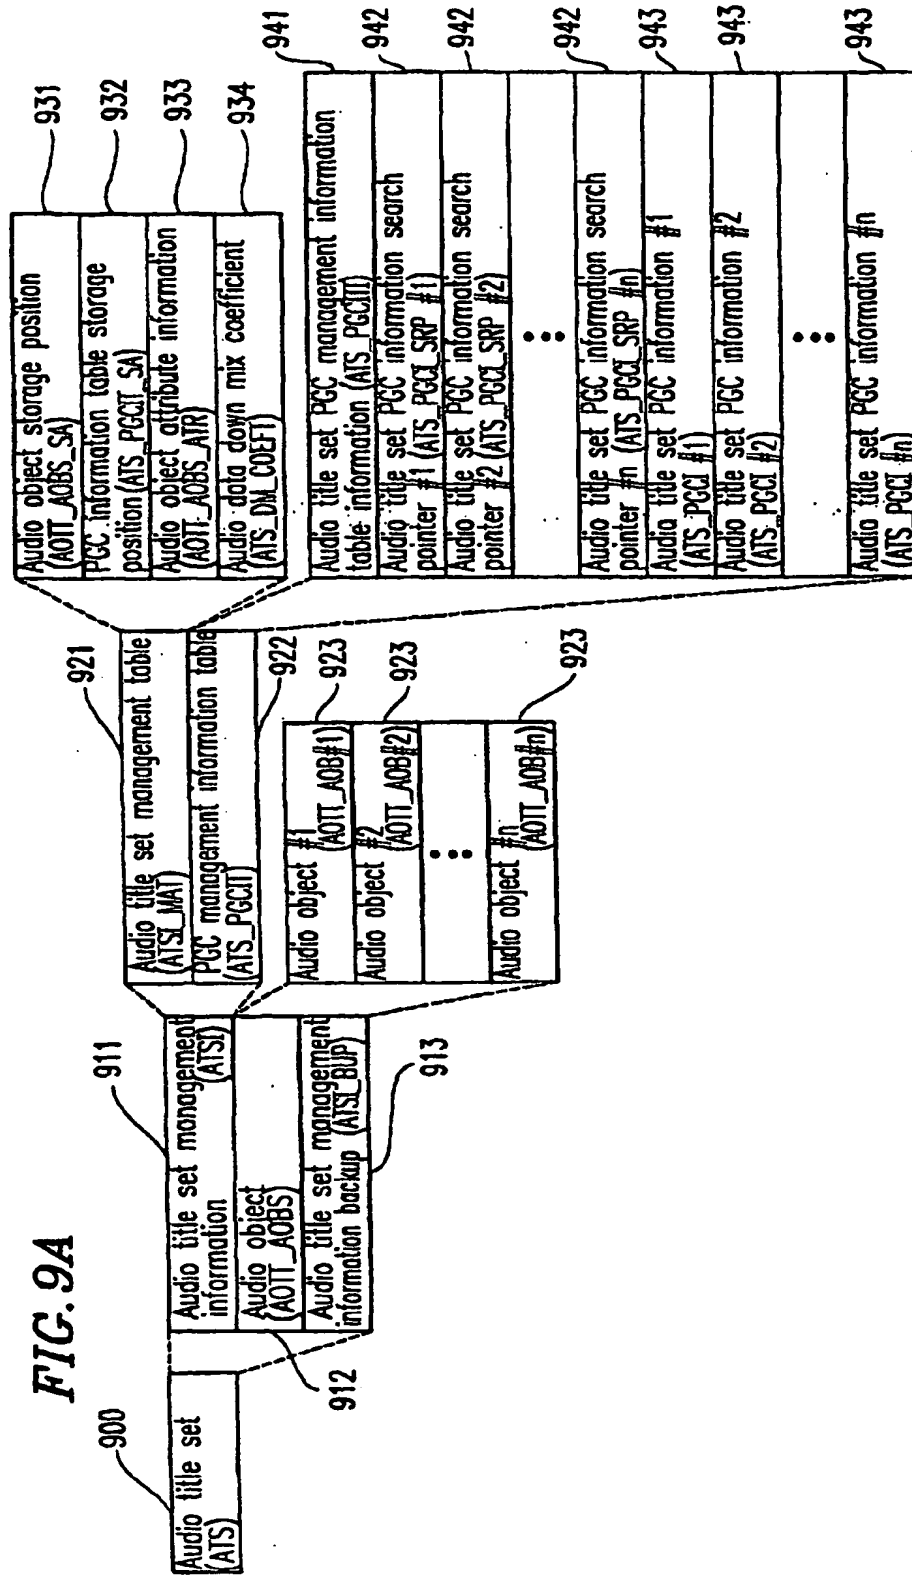 FIG. 9A
900
Audio title set
(ATS)
911
Audio title set management
information (ATSI)
Audio object
(AOTT_AOBS)
Audio title set management
information backup (ATSI_BUP)
912
913
921
Audio title set management table
(ATSI_MAT)
PGC management information table
(ATS_PGCIT)
922
Audio object #1
(AOTT_AOB#1)
923
Audio object #2
(AOTT_AOB#2)
923
Audio object #n
(AOTT_AOB#n)
923
Audio object storage position
(AOTT_AOBS_SA)
931
PGC information table storage
position (ATS_PGCIT_SA)
932
Audio object attribute information
(AOTT_AOBS_ATR)
933
Audio data down mix coefficient
(ATS_DM_COEFT)
934
Audio title set PGC management information
table information (ATS_PGCITI)
941
Audio title set PGC information search
pointer #1 (ATS_PGCI_SRP #1)
942
Audio title set PGC information search
pointer #2 (ATS_PGCI_SRP #2)
942
Audio title set PGC information search
pointer #n (ATS_PGCI_SRP #n)
942
Audio title set PGC information #1
(ATS_PGCI #1)
943
Audio title set PGC information #2
(ATS_PGCI #2)
943
Audio title set PGC information #n
(ATS_PGCI #n)
943